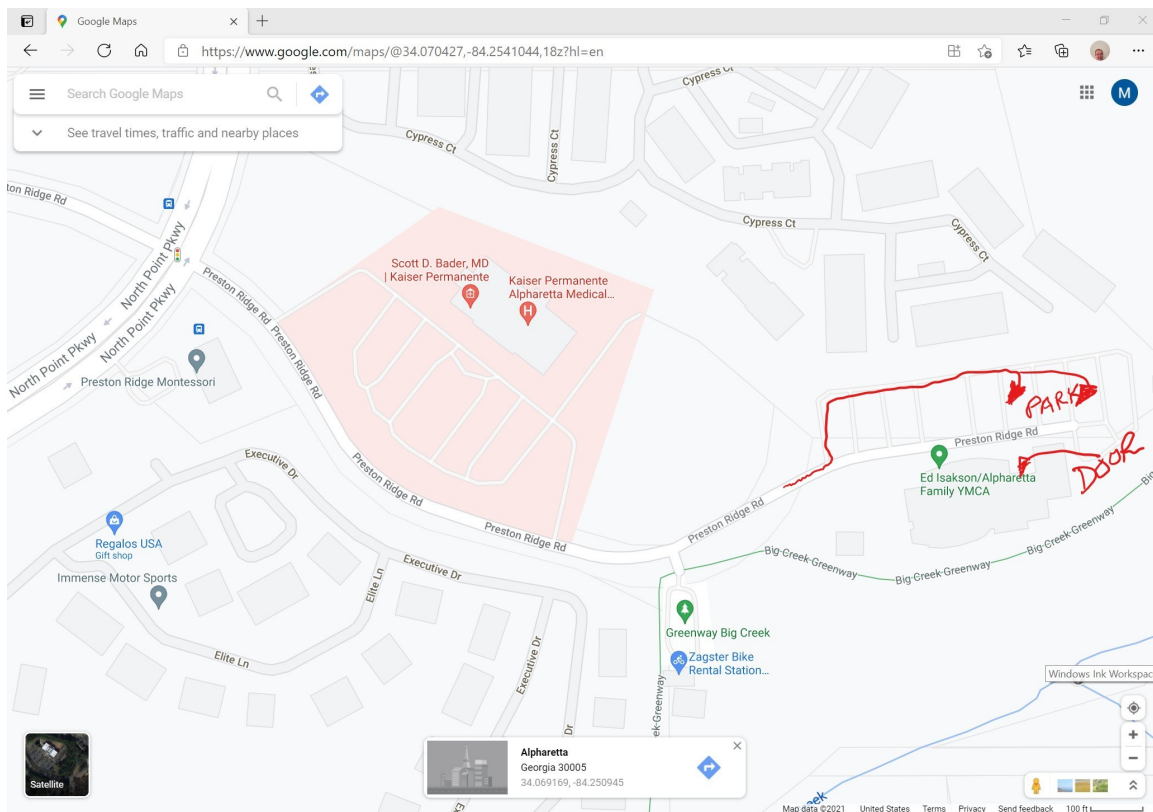 Google Maps
https://www.google.com/maps/@34.070427,-84.2541044,18z?hl=en
Search Google Maps
M
See travel times, traffic and nearby places
Cypress Ct
Cypress Ct
Cypress Ct
Cypress Ct
Cypress Ct
ton Ridge Rd
North Point Pkwy
North Point Pkwy
North Point Pkwy
North Point Pkwy
Preston Ridge Rd
Preston Ridge Rd
Scott D. Bader, MD
| Kaiser Permanente
Kaiser Permanente
Alpharetta Medical...
H
Preston Ridge Montessori
PARK
Preston Ridge Rd
DOOR
Ed Isakson/Alpharetta
Family YMCA
Executive Dr
Preston Ridge Rd
Preston Ridge Rd
Preston Ridge Rd
Big Creek Greenway
Big Creek Greenway
Big Creek Greenway
Big
Regalos USA
Gift shop
Immense Motor Sports
Elite Ln
Executive Dr
Elite Ln
Executive Dr
Greenway Big Creek
Zagster Bike
Rental Station...
Creek Greenway
Windows Ink Workspac
Satellite
Alpharetta
Georgia 30005
34.069169, -84.250945
eek
Map data ©2021 United States Terms Privacy Send feedback 100 ft